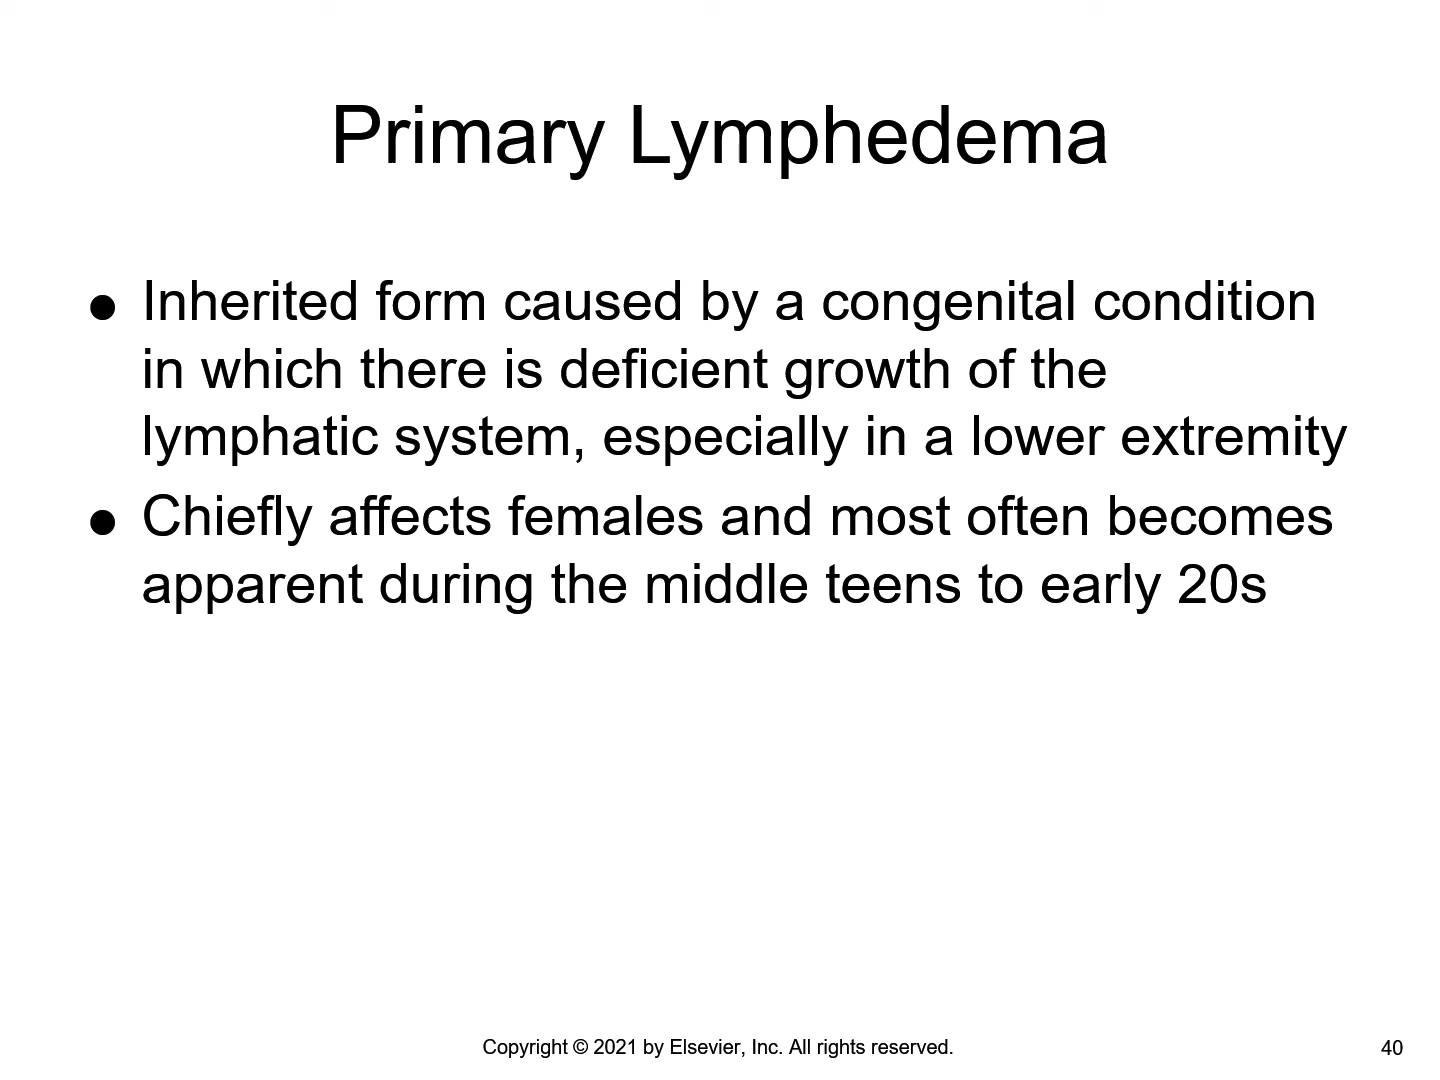 Primary Lymphedema
● Inherited form caused by a congenital condition
in which there is deficient growth of the
lymphatic system, especially in a lower extremity
● Chiefly affects females and most often becomes
apparent during the middle teens to early 20s
Copyright © 2021 by Elsevier, Inc. All rights reserved.
40